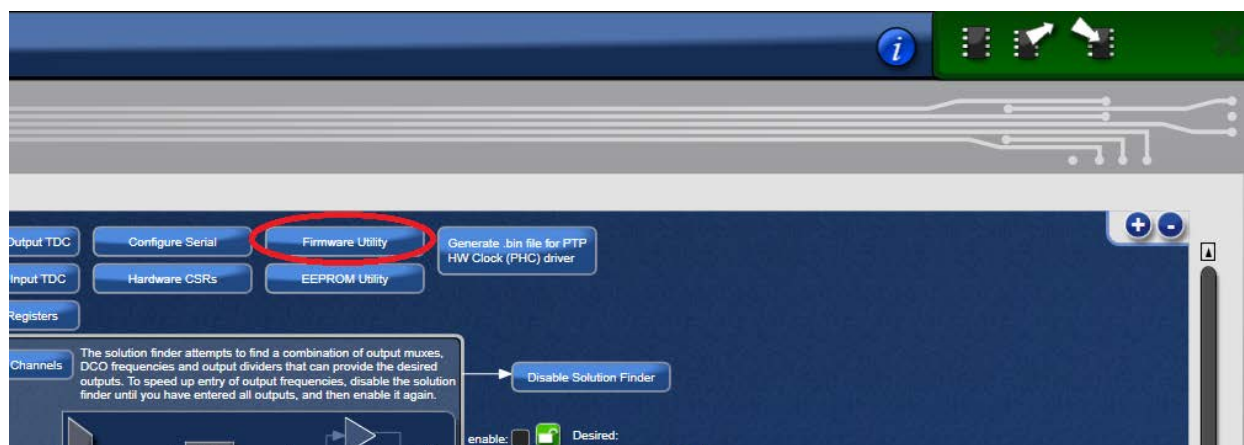 i
+ -
Output TDC
Configure Serial
Firmware Utility
Generate .bin file for PTP
HW Clock (PHC) driver
Input TDC
Hardware CSRs
EEPROM Utility
Registers
Channels
The solution finder attempts to find a combination of output muxes,
DCO frequencies and output dividers that can provide the desired
outputs. To speed up entry of output frequencies, disable the solution
finder until you have entered all outputs, and then enable it again.
Disable Solution Finder
enable:
Desired: